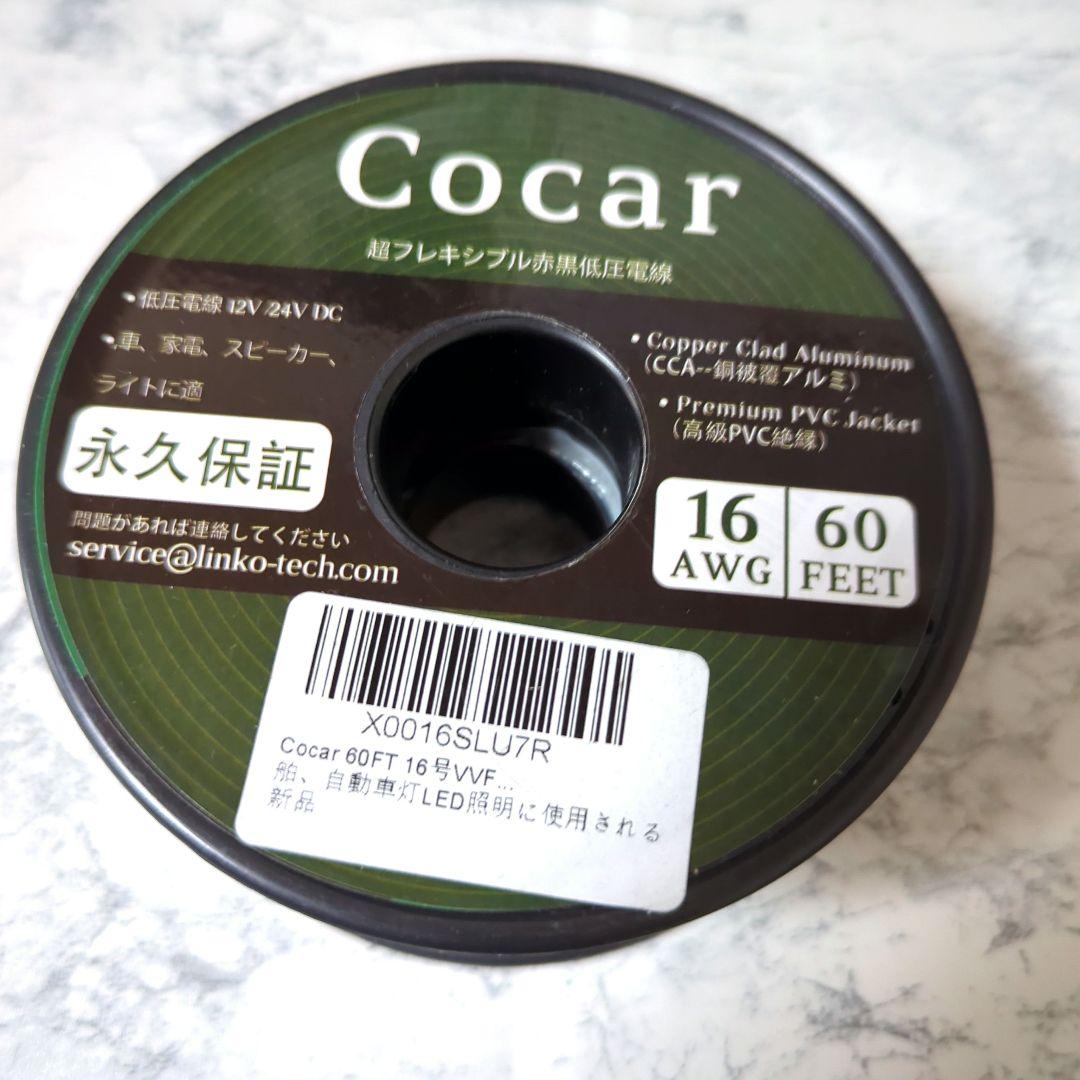 Cocar
超フレキシブル赤黒低圧電線
• 低圧電線 12V /24V DC
• 車、家電、スピーカー、
ライトに適
永久保証
問題があれば連絡してください
service@linko-tech.com
• Copper Clad Aluminum
（CCA--銅被覆アルミ）
• Premium PVC Jacket
（高級PVC絶縁）
16
AWG
60
FEET
X0016SLU7R
Cocar 60FT 16号VVF...
舶、自動車灯LED照明に使用される
新品